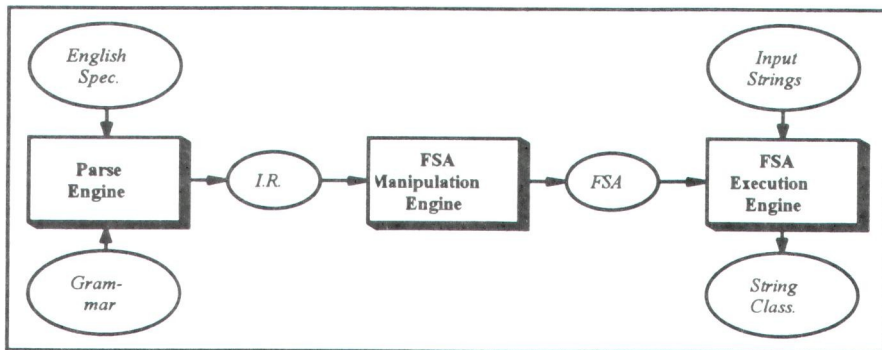 English
Spec.
Input
Strings
Parse
Engine
I.R.
FSA
Manipulation
Engine
FSA
FSA
Execution
Engine
Gram-
mar
String
Class.